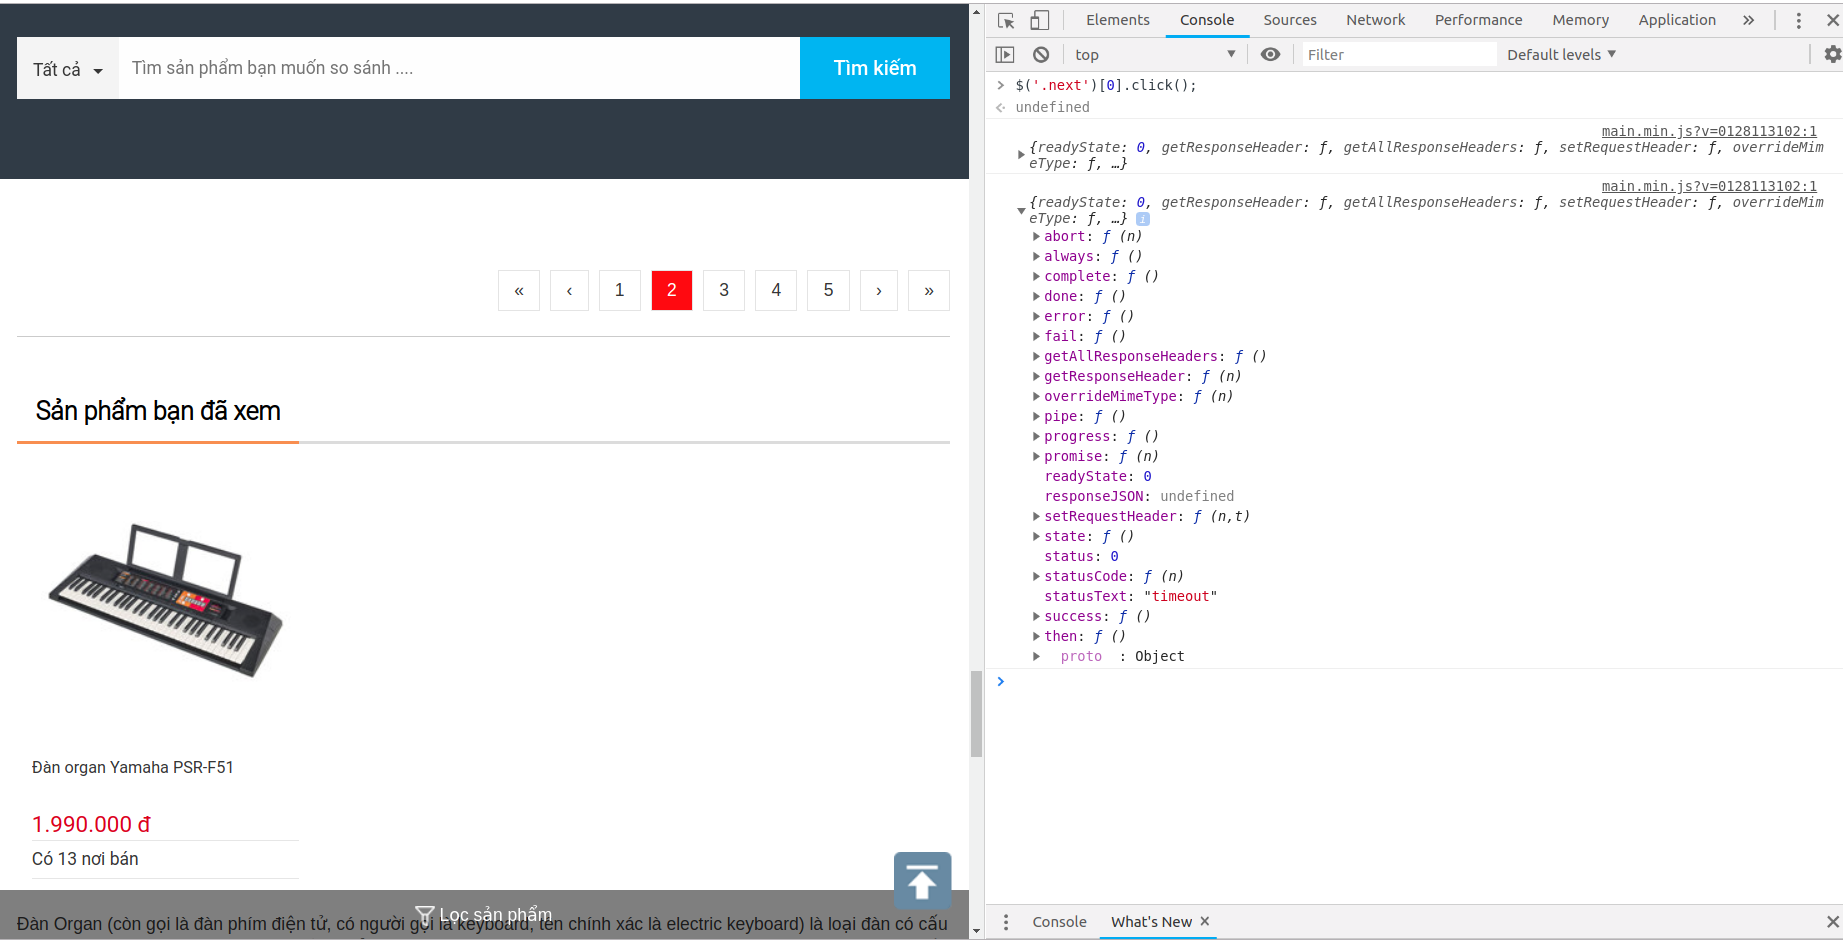 Tất cả
Tìm sản phẩm bạn muốn so sánh ....
Tìm kiếm
« ‹ 1 2 3 4 5 › »
Sản phẩm bạn đã xem
Đàn organ Yamaha PSR-F51
1.990.000 đ
Có 13 nơi bán
Lọc sản phẩm
Đàn Organ (còn gọi là đàn phím điện tử, có người gọi là keyboard, tên chính xác là electric keyboard) là loại đàn có cấu
Elements Console Sources Network Performance Memory Application »
top Filter Default levels
$('.next')[0].click();
undefined
main.min.js?v=0128113102:1
{readyState: 0, getResponseHeader: ƒ, getAllResponseHeaders: ƒ, setRequestHeader: ƒ, overrideMim
eType: ƒ, …}
main.min.js?v=0128113102:1
{readyState: 0, getResponseHeader: ƒ, getAllResponseHeaders: ƒ, setRequestHeader: ƒ, overrideMim
eType: ƒ, …} i
abort: ƒ (n)
always: ƒ ()
complete: ƒ ()
done: ƒ ()
error: ƒ ()
fail: ƒ ()
getAllResponseHeaders: ƒ ()
getResponseHeader: ƒ (n)
overrideMimeType: ƒ (n)
pipe: ƒ ()
progress: ƒ ()
promise: ƒ (n)
readyState: 0
responseJSON: undefined
setRequestHeader: ƒ (n,t)
state: ƒ ()
status: 0
statusCode: ƒ (n)
statusText: "timeout"
success: ƒ ()
then: ƒ ()
proto : Object
Console What's New ×